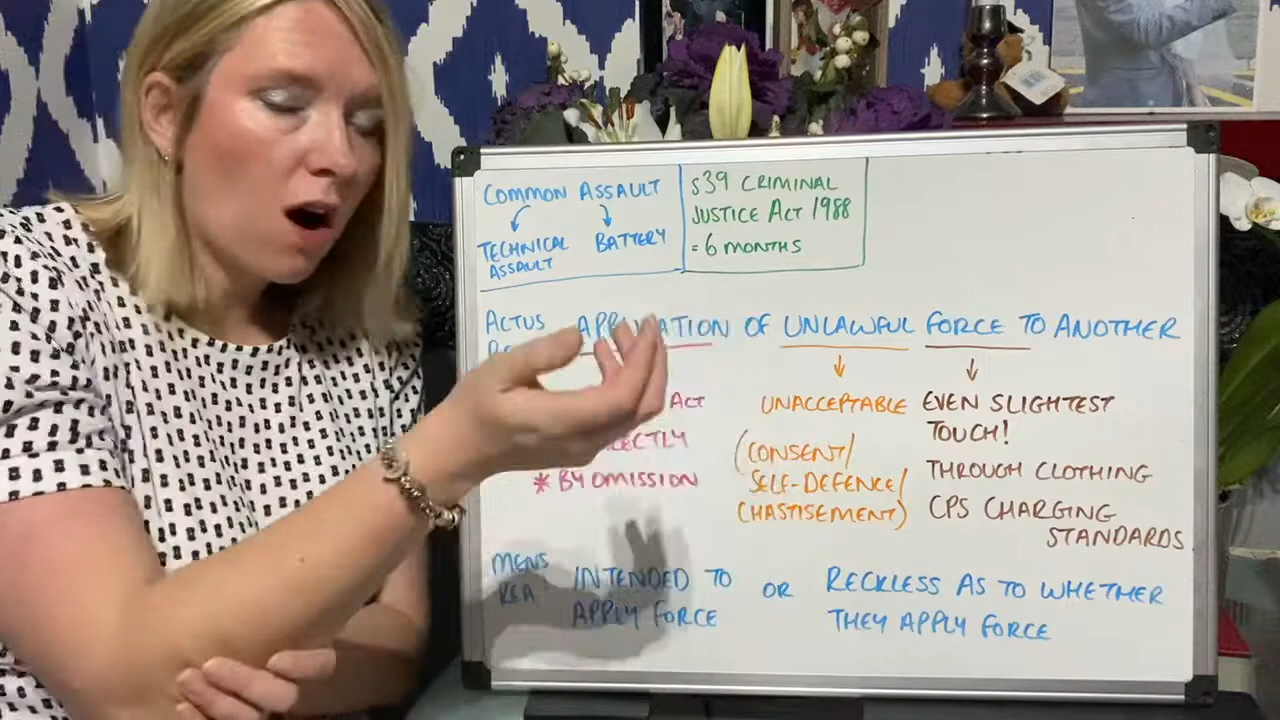 COMMON ASSAULT
TECHNICAL ASSAULT
BATTERY
S39 CRIMINAL
JUSTICE ACT 1988
= 6 MONTHS
ACTUS
OF UNLAWFUL FORCE TO ANOTHER
ACT
* BY OMISSION
UNACCEPTABLE
(CONSENT/
SELF-DEFENCE/
CHASTISEMENT)
EVEN SLIGHTEST
TOUCH!
THROUGH CLOTHING
CPS CHARGING
STANDARDS
MENS
REA
INTENDED TO
APPLY FORCE
OR
RECKLESS AS TO WHETHER
THEY APPLY FORCE